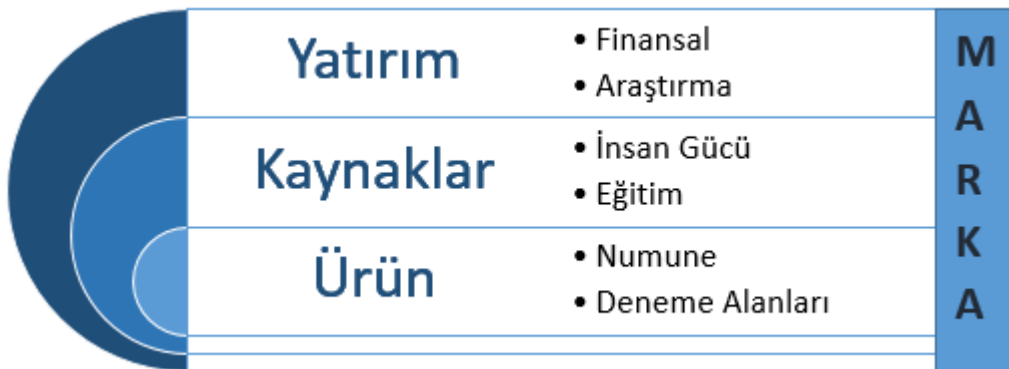 Yatırım
• Finansal
• Araştırma
Kaynaklar
• İnsan Gücü
• Eğitim
Ürün
• Numune
• Deneme Alanları
M
A
R
K
A